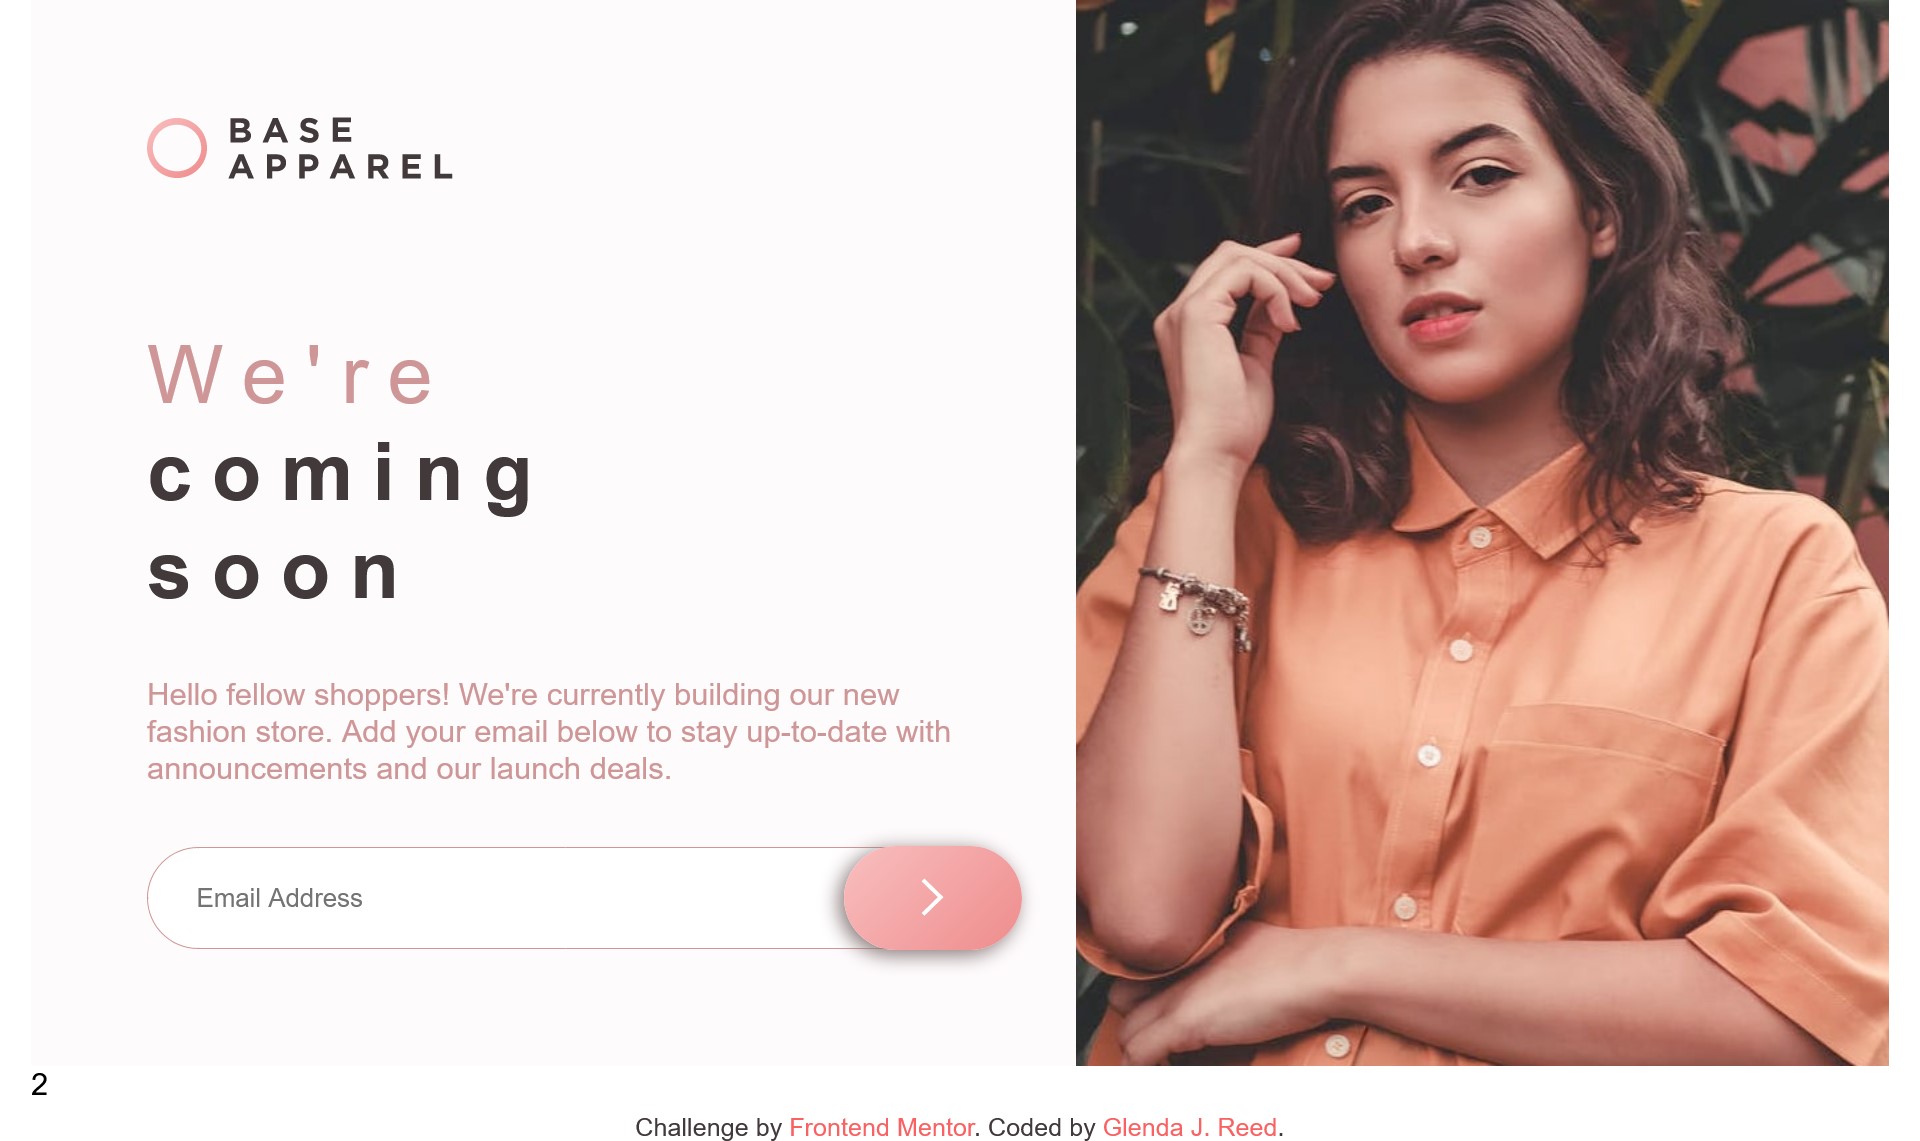 BASE
APPAREL
We're
coming
soon
Hello fellow shoppers! We're currently building our new
fashion store. Add your email below to stay up-to-date with
announcements and our launch deals.
Email Address
2
Challenge by Frontend Mentor. Coded by Glenda J. Reed.